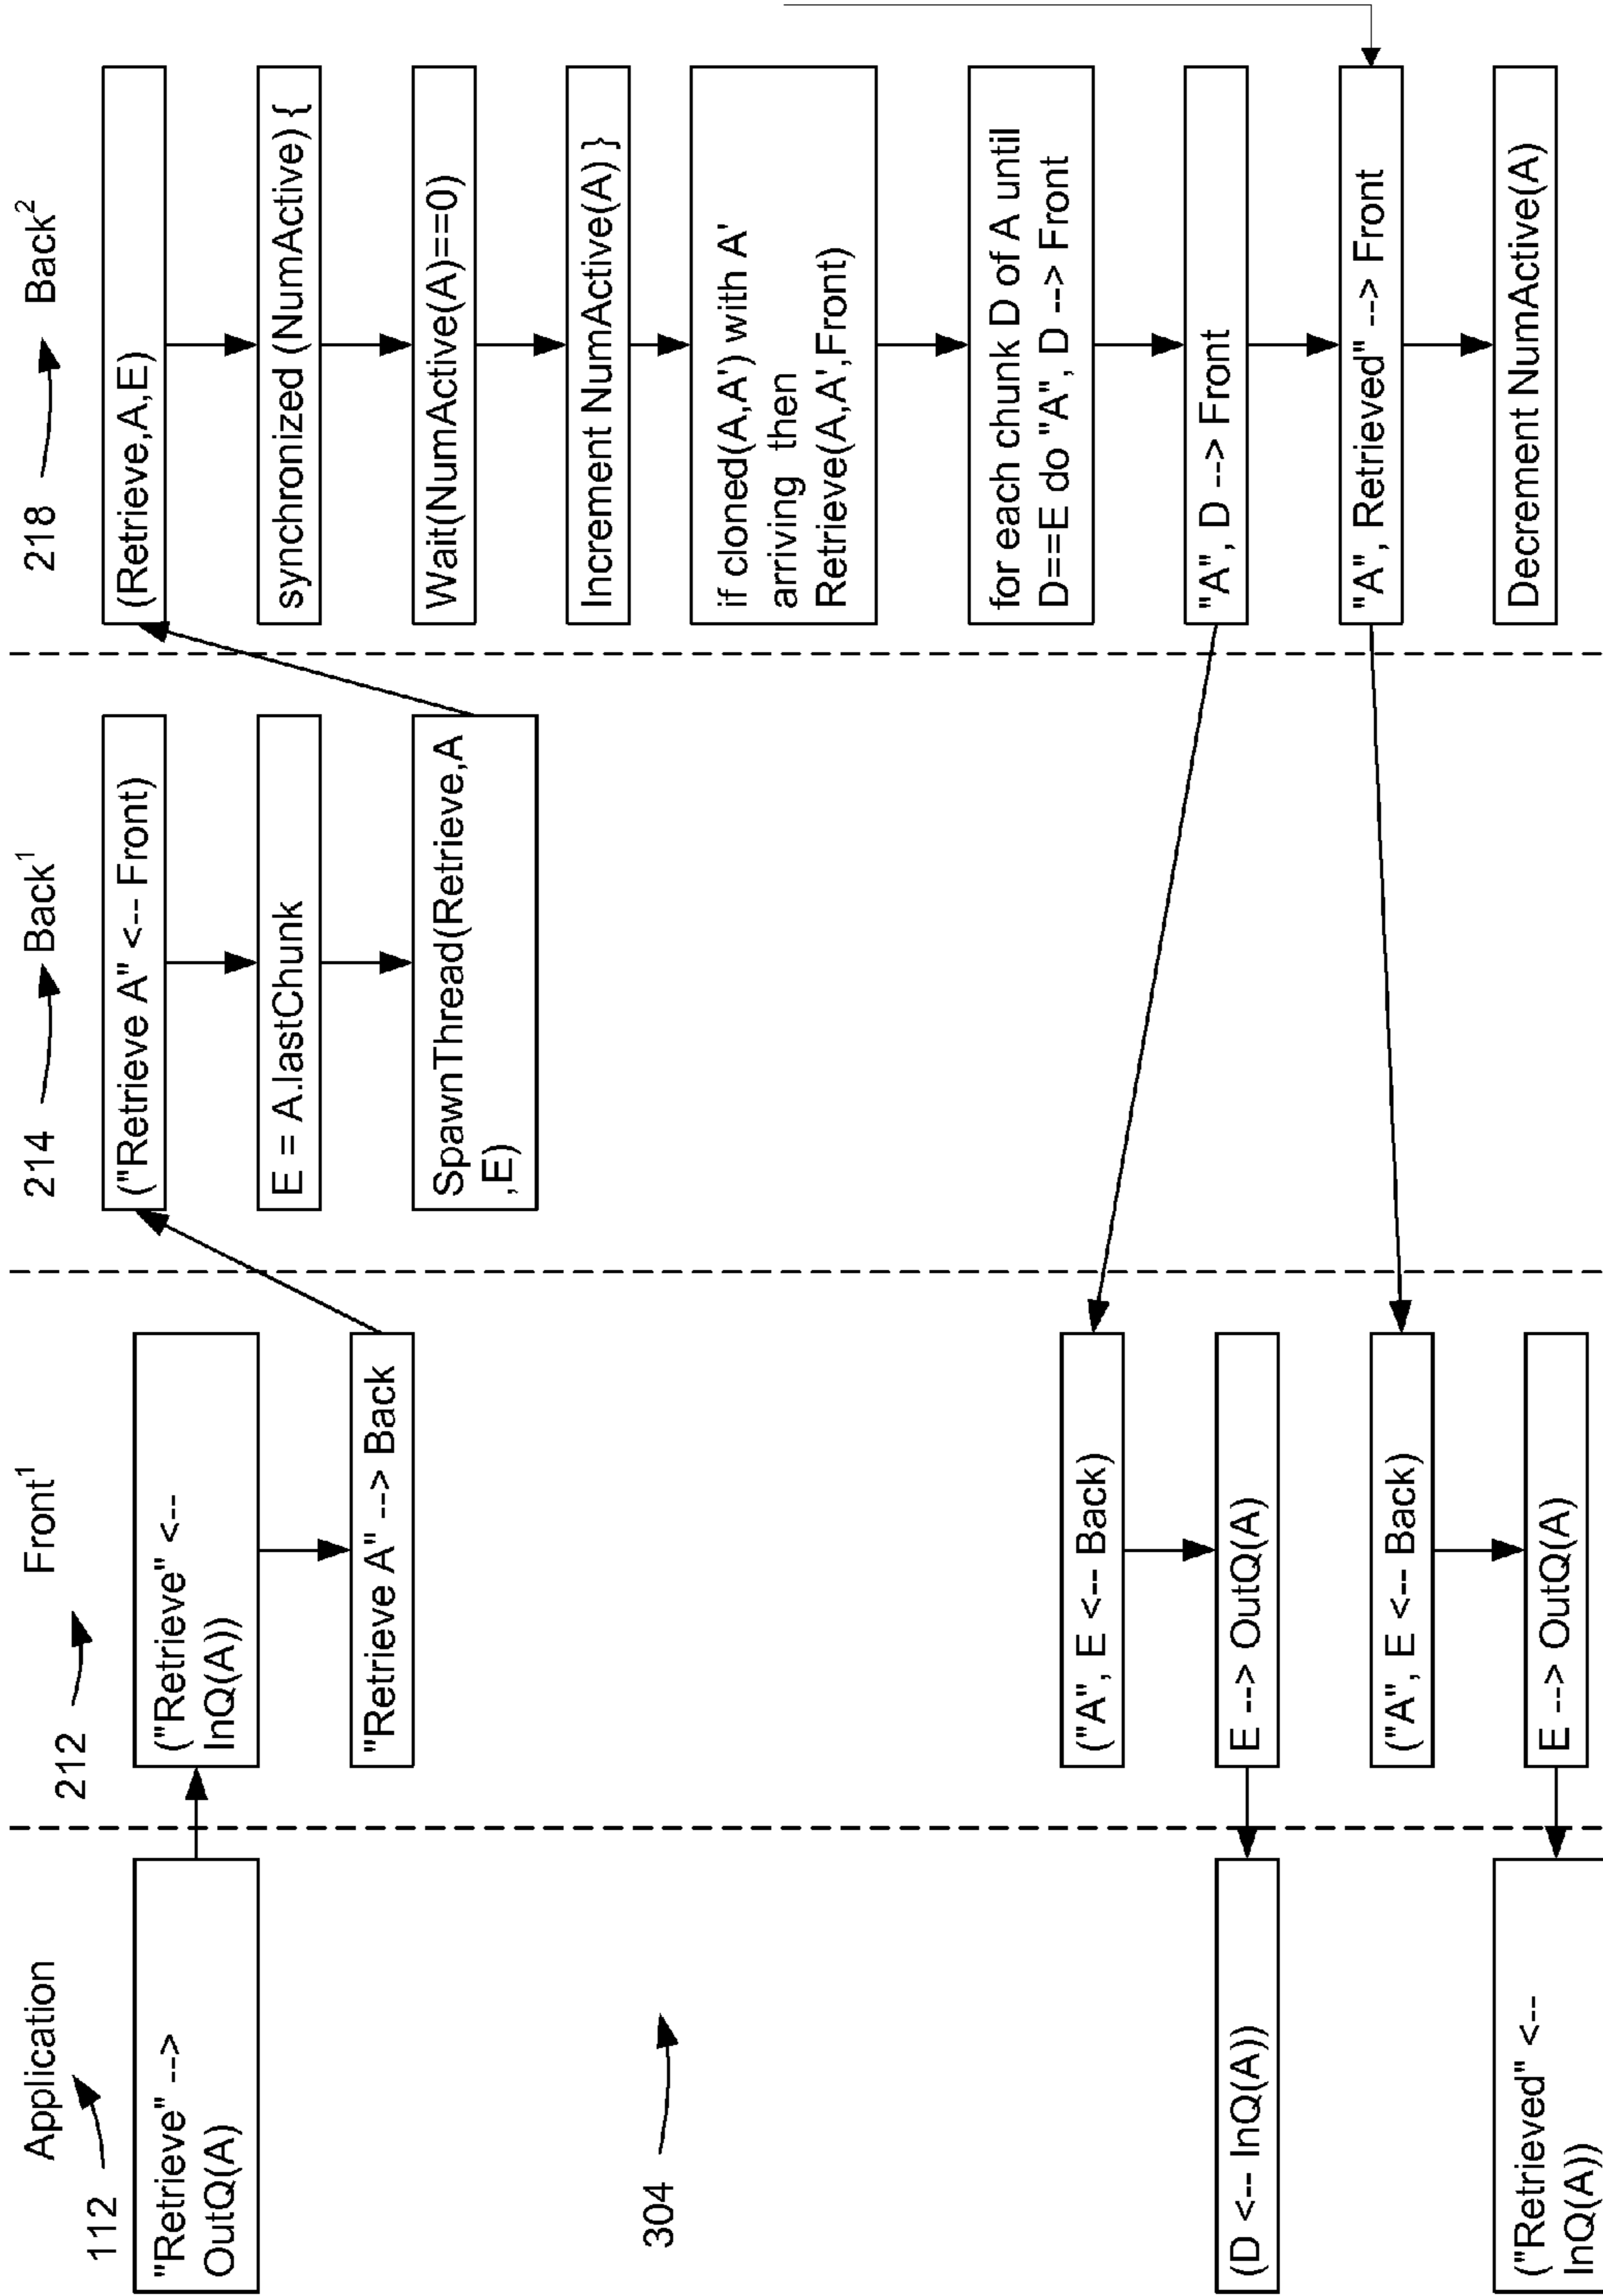 Application
112
"Retrieve" -->
OutQ(A)
304
(D <-- InQ(A))
("Retrieved" <--
InQ(A))
Front1
212
("Retrieve" <--
InQ(A))
"Retrieve A" --> Back
("A", E <-- Back)
E --> OutQ(A)
("A", E <-- Back)
E --> OutQ(A)
214
Back1
("Retrieve A" <-- Front)
E = A.lastChunk
SpawnThread(Retrieve,A
,E)
218
Back2
(Retrieve,A,E)
synchronized (NumActive) {
Wait(NumActive(A)==0)
Increment NumActive(A) }
if cloned(A,A') with A'
arriving then
Retrieve(A,A',Front)
for each chunk D of A until
D==E do "A", D --> Front
"A", D --> Front
"A", Retrieved" --> Front
Decrement NumActive(A)